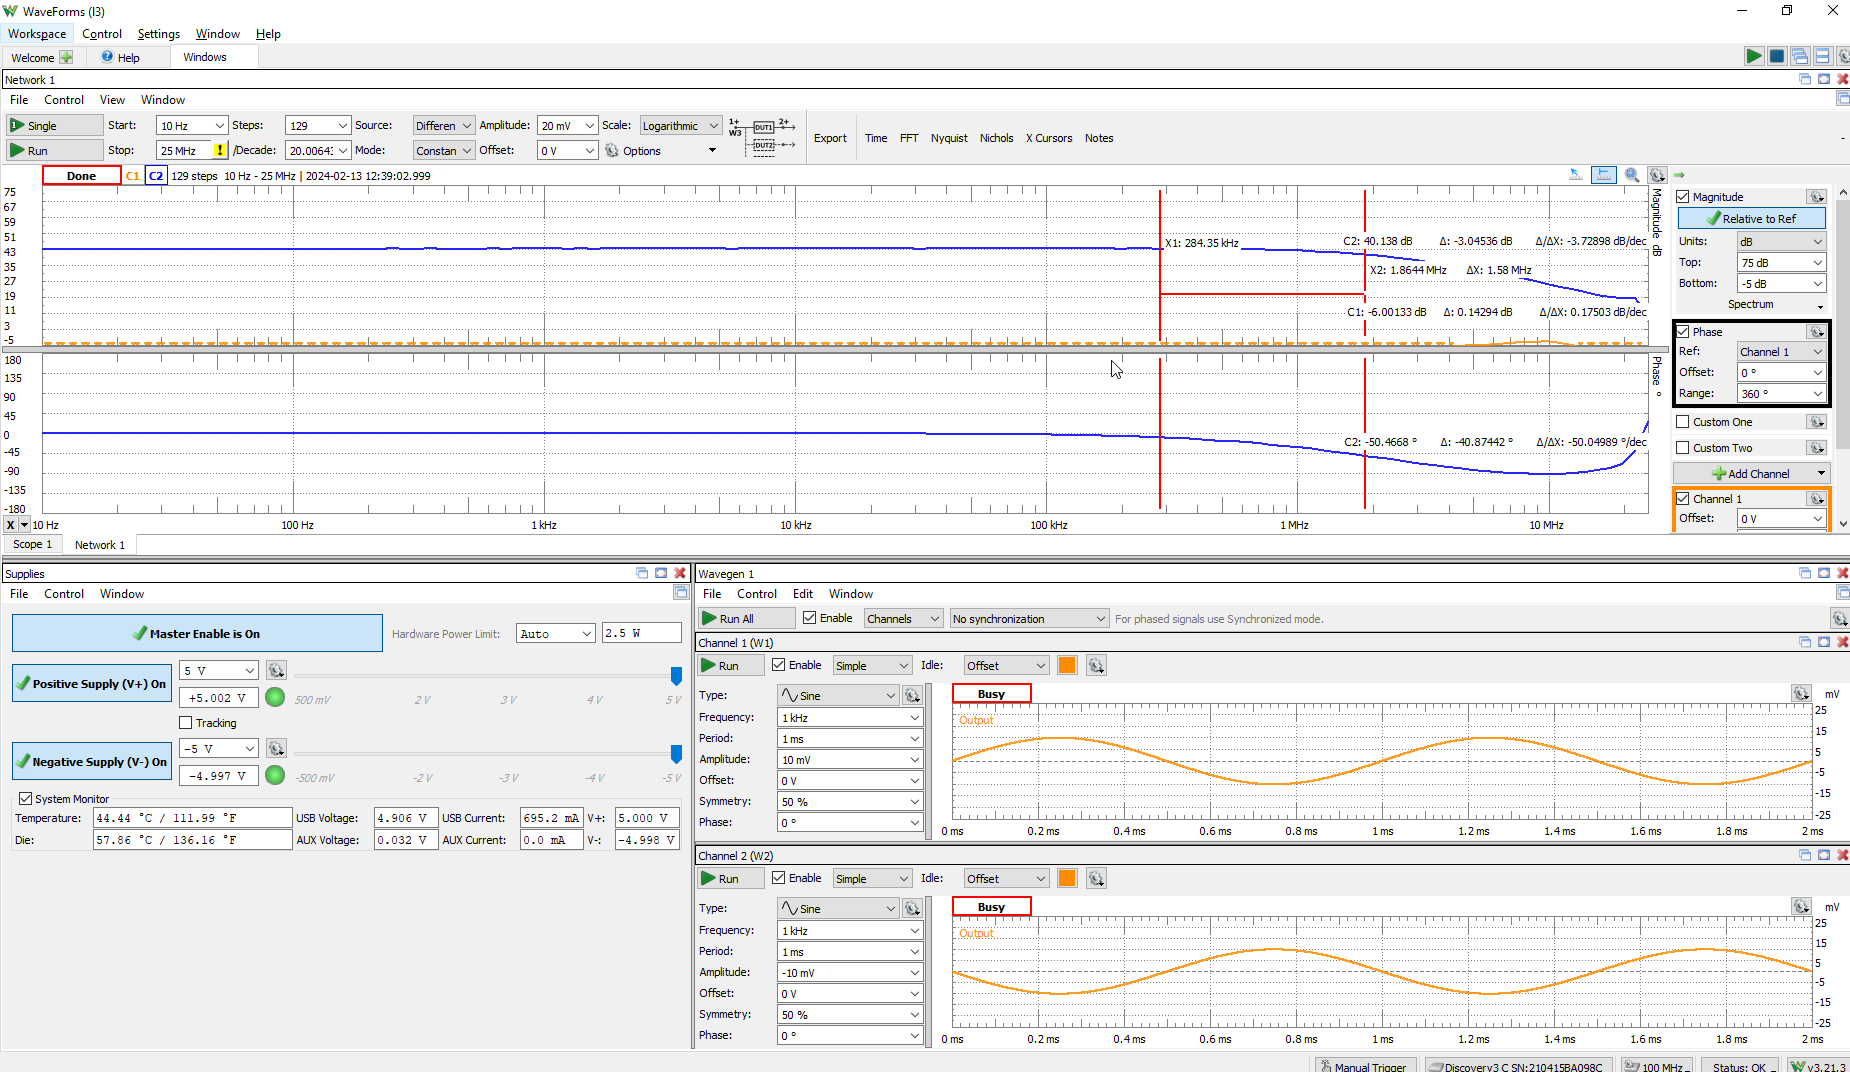 WaveForms (I3)
Workspace Control Settings Window Help
Welcome Help Windows
Network 1
File Control View Window
Single Start: 10 Hz Steps: 129 Source: Differen Amplitude: 20 mV Scale: Logarithmic 1+ W3 DUT1 2+ DUT2 Export Time FFT Nyquist Nichols X Cursors Notes
Run Stop: 25 MHz ! /Decade: 20.0064 Mode: Constan Offset: 0 V Options
Done C1 C2 129 steps 10 Hz - 25 MHz | 2024-02-13 12:39:02.999
75
67
59
51
43
35
27
19
11
3
-5
Magnitude dB
X1: 284.35 kHz C2: 40.138 dB Δ: -3.04536 dB Δ/ΔX: -3.72898 dB/dec
X2: 1.8644 MHz ΔX: 1.58 MHz
C1: -6.00133 dB Δ: 0.14294 dB Δ/ΔX: 0.17503 dB/dec
180
135
90
45
0
-45
-90
-135
-180
Phase °
C2: -50.4668 ° Δ: -40.87442 ° Δ/ΔX: -50.04989 °/dec
X 10 Hz 100 Hz 1 kHz 10 kHz 100 kHz 1 MHz 10 MHz
Magnitude
Relative to Ref
Units: dB
Top: 75 dB
Bottom: -5 dB
Spectrum
Phase
Ref: Channel 1
Offset: 0 °
Range: 360 °
Custom One
Custom Two
Add Channel
Channel 1
Offset: 0 V
Scope 1 Network 1
Supplies
File Control Window
Master Enable is On Hardware Power Limit: Auto 2.5 W
Positive Supply (V+) On 5 V
+5.002 V 500 mV 2 V 3 V 4 V 5 V
Tracking
Negative Supply (V-) On -5 V
-4.997 V -500 mV -2 V -3 V -4 V -5 V
System Monitor
Temperature: 44.44 °C / 111.99 °F USB Voltage: 4.906 V USB Current: 695.2 mA V+: 5.000 V
Die: 57.86 °C / 136.16 °F AUX Voltage: 0.032 V AUX Current: 0.0 mA V-: -4.998 V
Wavegen 1
File Control Edit Window
Run All Enable Channels No synchronization For phased signals use Synchronized mode.
Channel 1 (W1)
Run Enable Simple Idle: Offset
Type: Sine
Frequency: 1 kHz
Period: 1 ms
Amplitude: 10 mV
Offset: 0 V
Symmetry: 50 %
Phase: 0 °
Busy mV
Output
25
15
5
-5
-15
-25
0 ms 0.2 ms 0.4 ms 0.6 ms 0.8 ms 1 ms 1.2 ms 1.4 ms 1.6 ms 1.8 ms 2 ms
Channel 2 (W2)
Run Enable Simple Idle: Offset
Type: Sine
Frequency: 1 kHz
Period: 1 ms
Amplitude: -10 mV
Offset: 0 V
Symmetry: 50 %
Phase: 0 °
Busy mV
Output
25
15
5
-5
-15
-25
0 ms 0.2 ms 0.4 ms 0.6 ms 0.8 ms 1 ms 1.2 ms 1.4 ms 1.6 ms 1.8 ms 2 ms
Manual Trigger Discovery3 C SN:210415BA098C 100 MHz Status: OK v3.21.3